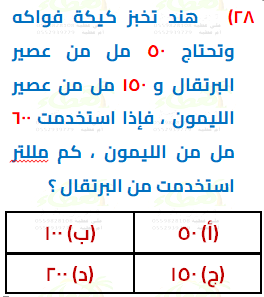 ٢٨) هند تخبز كيكة فواكه
وتحتاج ٥٠ مل من عصير
البرتقال و ١٥٠ مل من عصير
الليمون ، فإذا استخدمت ٦٠٠
مل من الليمون ، كم مللتر
استخدمت من البرتقال ؟
(أ) ٥٠ (ب) ١٠٠
(ج) ١٥٠ (د) ٢٠٠